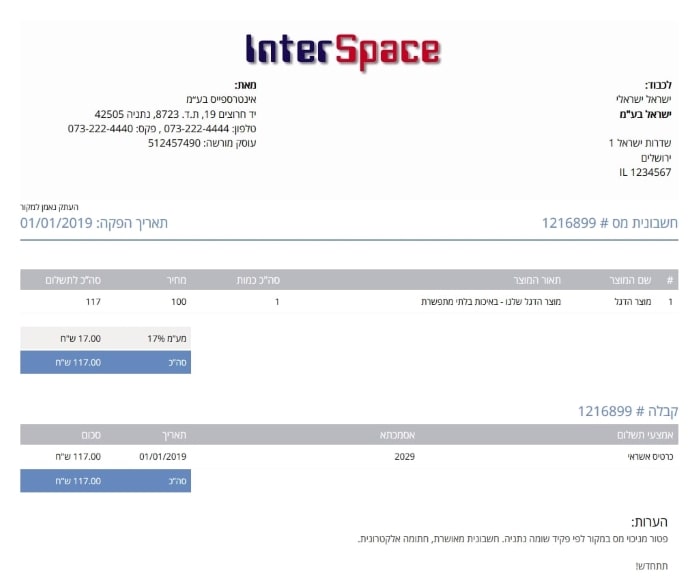 InterSpace
לכבוד:
ישראל ישראלי
ישראל בע"מ
שדרות ישראל 1
ירושלים
IL 1234567
מאת:
אינטרספייס בע"מ
יד חרוצים 19, ת.ד. 8723, נתניה 42505
טלפון: 073-222-4444 , פקס: 073-222-4440
עוסק מורשה: 512457490
העתק נאמן למקור
חשבונית מס # 1216899 תאריך הפקה: 01/01/2019
# שם המוצר תאור המוצר סה"כ כמות מחיר סה"כ לתשלום
1 מוצר הדגל מוצר הדגל שלנו - באיכות בלתי מתפשרת 1 100 117
מע"מ 17% 17.00 ש"ח
סה"כ 117.00 ש"ח
קבלה # 1216899
אמצעי תשלום אסמכתא תאריך סכום
כרטיס אשראי 2029 01/01/2019 117.00 ש"ח
סה"כ 117.00 ש"ח
הערות:
פטור מניכוי מס במקור לפי פקיד שומה נתניה. חשבונית מאושרת, חתומה אלקטרונית.
תתחדש!